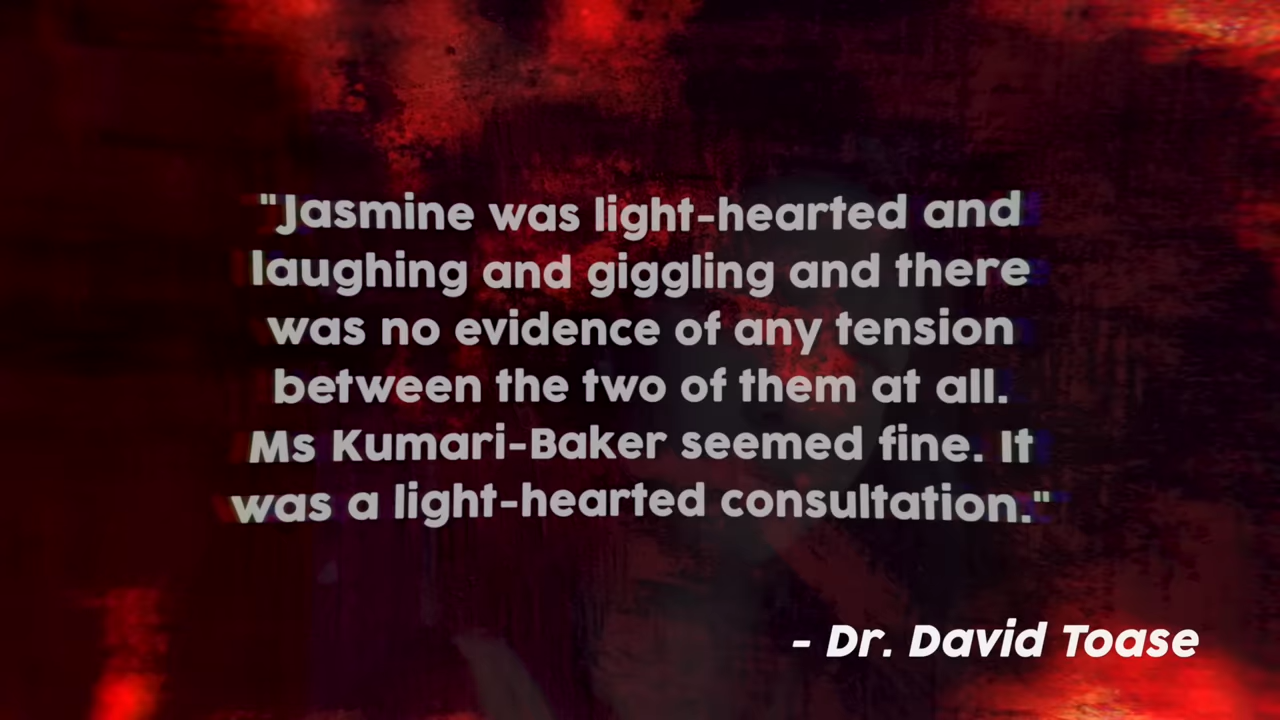 "Jasmine was light-hearted and
laughing and giggling and there
was no evidence of any tension
between the two of them at all.
Ms Kumari-Baker seemed fine. It
was a light-hearted consultation."
- Dr. David Toase